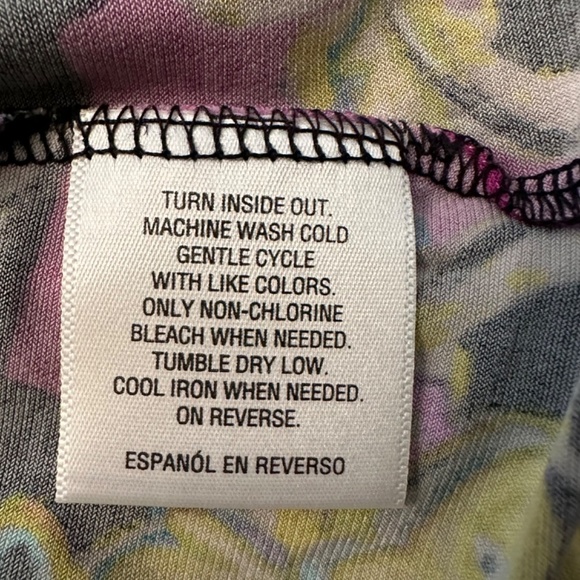 TURN INSIDE OUT.
MACHINE WASH COLD
GENTLE CYCLE
WITH LIKE COLORS.
ONLY NON-CHLORINE
BLEACH WHEN NEEDED.
TUMBLE DRY LOW.
COOL IRON WHEN NEEDED.
ON REVERSE.
ESPANÓL EN REVERSO